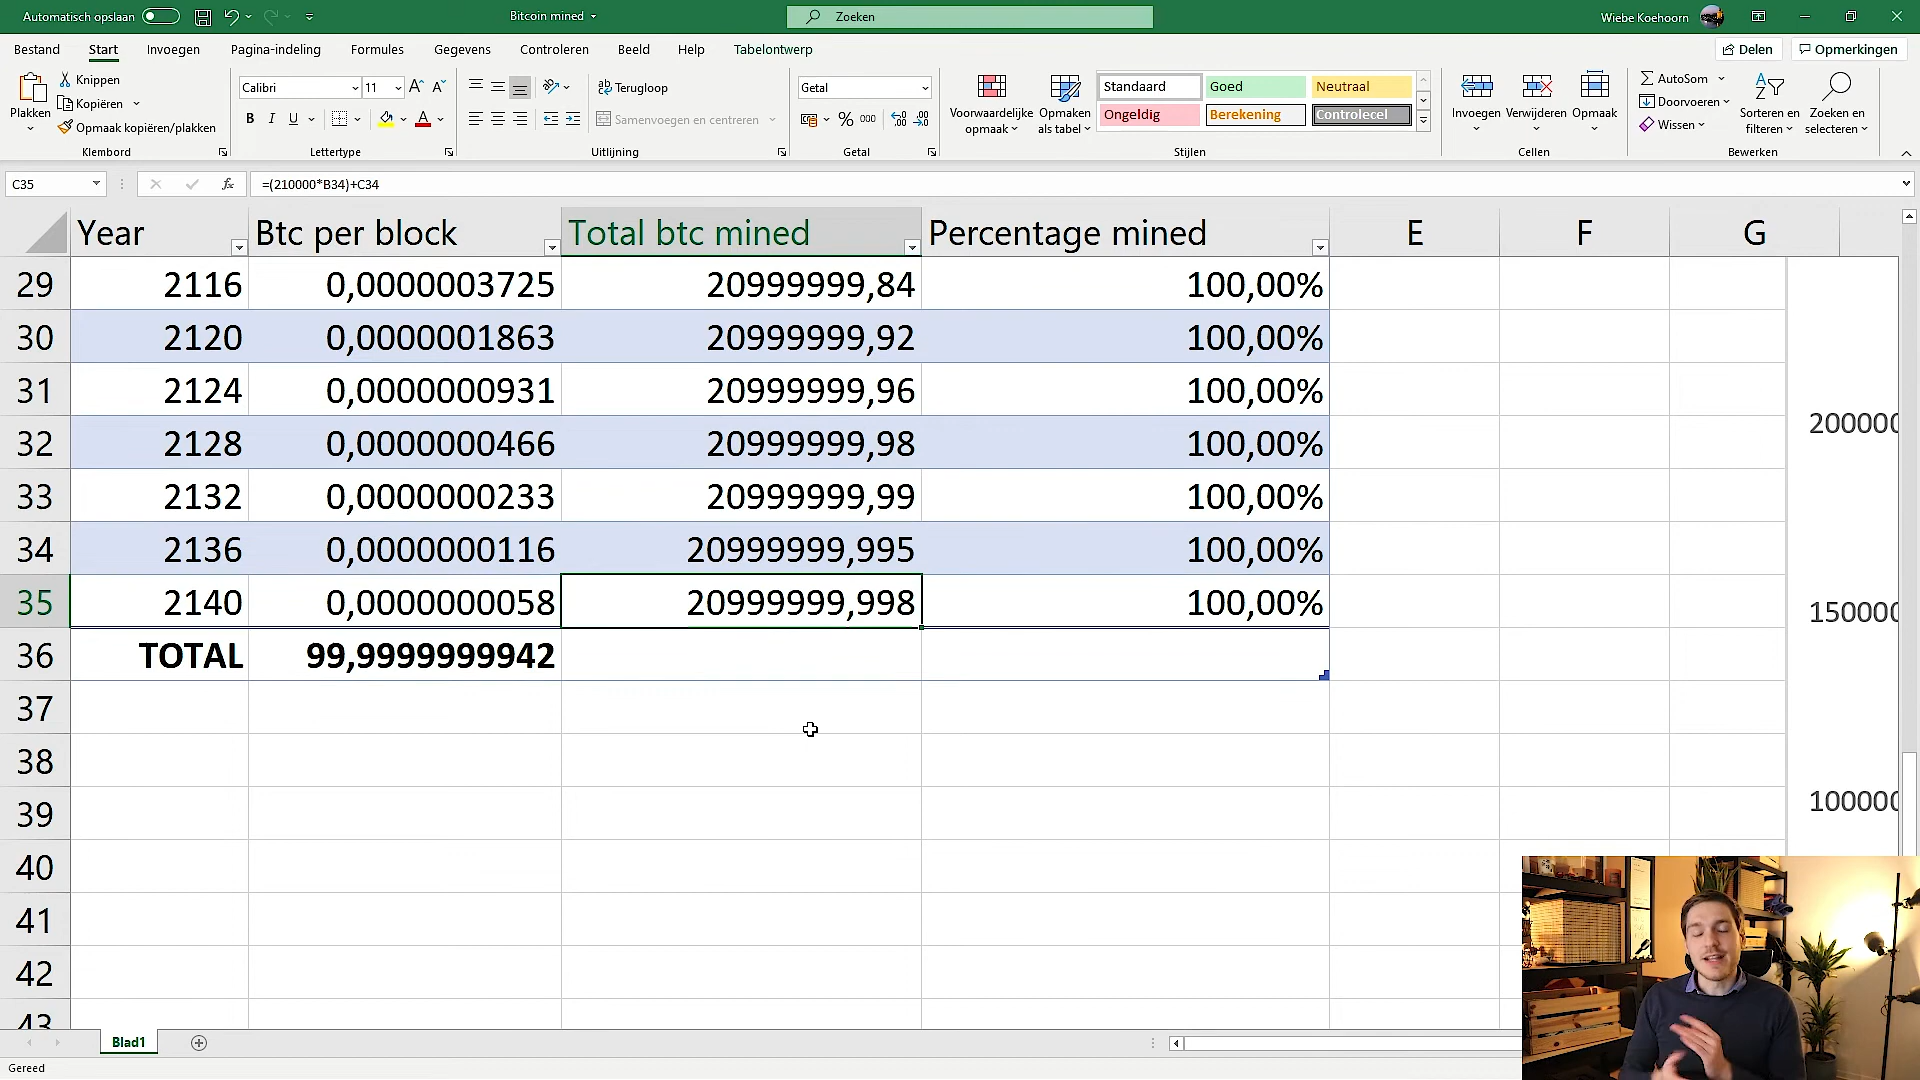 Automatisch opslaan
Bitcoin mined
Zoeken
Wiebe Koehoorn
Bestand Start Invoegen Pagina-indeling Formules Gegevens Controleren Beeld Help Tabelontwerp Delen Opmerkingen
Plakken
Knippen
Kopiëren
Opmaak kopiëren/plakken
Klembord
Calibri 11
B I U
Lettertype
Terugloop
Samenvoegen en centreren
Uitlijning
Getal
% 000
Getal
Voorwaardelijke opmaak
Opmaken als tabel
Standaard Goed Neutraal
Ongeldig Berekening Controlecel
Stijlen
Invoegen Verwijderen Opmaak
Cellen
AutoSom
Doorvoeren
Wissen
Sorteren en filteren
Zoeken en selecteren
Bewerken
C35 fx =(210000*B34)+C34
Year Btc per block Total btc mined Percentage mined E F G
29 2116 0,0000003725 20999999,84 100,00%
30 2120 0,0000001863 20999999,92 100,00%
31 2124 0,0000000931 20999999,96 100,00%
32 2128 0,0000000466 20999999,98 100,00%
33 2132 0,0000000233 20999999,99 100,00%
34 2136 0,0000000116 20999999,995 100,00%
35 2140 0,0000000058 20999999,998 100,00%
36 TOTAL 99,9999999942
37
38
39
40
41
42
43
Blad1
Gereed